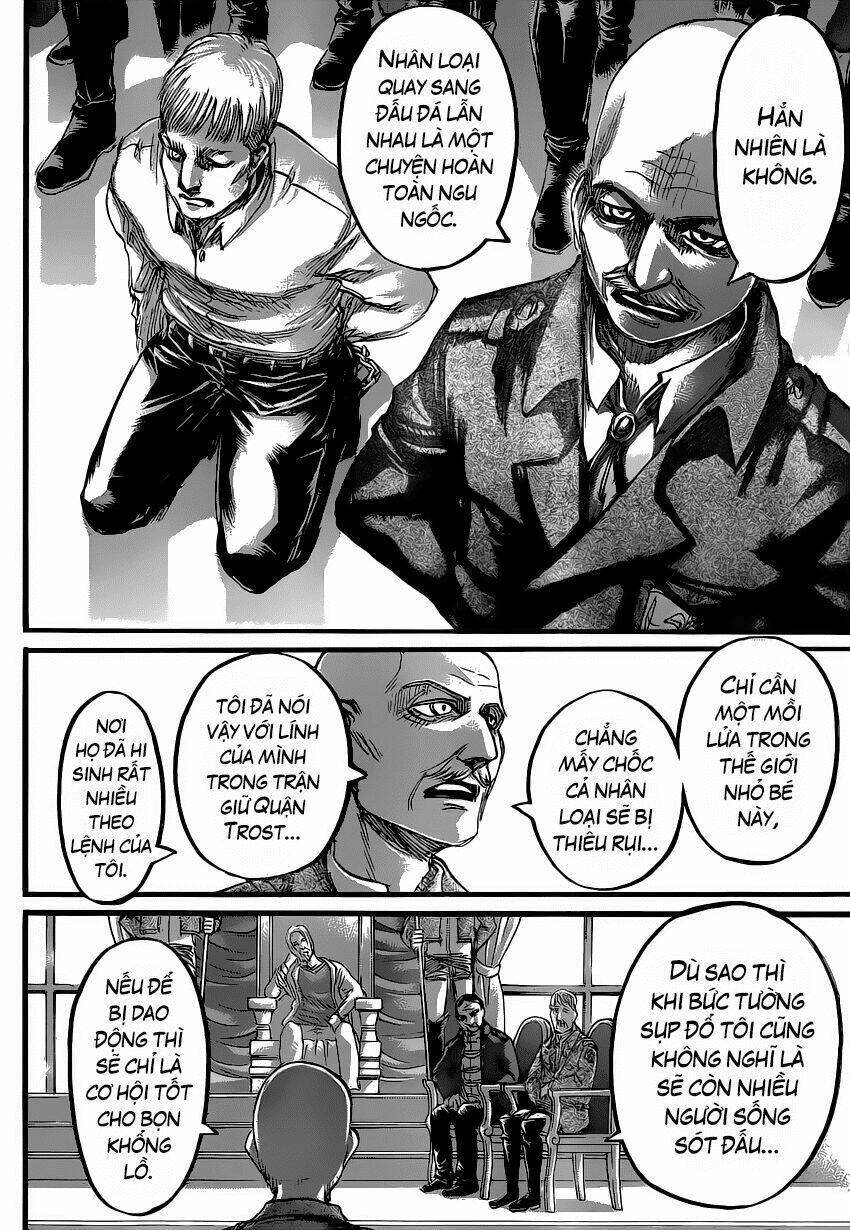 HẲN
NHIÊN LÀ
KHÔNG.
NHÂN LOẠI
QUAY SANG
ĐẤU ĐÁ LẪN
NHAU LÀ MỘT
CHUYỆN HOÀN
TOÀN NGU
NGỐC.
CHỈ CẦN
MỘT MỒI
LỬA TRONG
THẾ GIỚI
NHỎ BÉ
NÀY,
CHẲNG
MẤY CHỐC
CẢ NHÂN
LOẠI SẼ BỊ
THIÊU RỤI...
TÔI ĐÃ NÓI
VẬY VỚI LÍNH
CỦA MÌNH
TRONG TRẬN
GIỮ QUẬN
TROST...
NƠI
HỌ ĐÃ HI
SINH RẤT
NHIỀU
THEO
LỆNH CỦA
TÔI.
DÙ SAO THÌ
KHI BỨC TƯỜNG
SỤP ĐỔ TÔI CŨNG
KHÔNG NGHĨ LÀ
SẼ CÒN NHIỀU
NGƯỜI SỐNG
SÓT ĐẤU...
NẾU ĐỂ
BỊ DAO
ĐỘNG THÌ
SẼ CHỈ LÀ
CƠ HỘI TỐT
CHO BỌN
KHỔNG
LỒ.